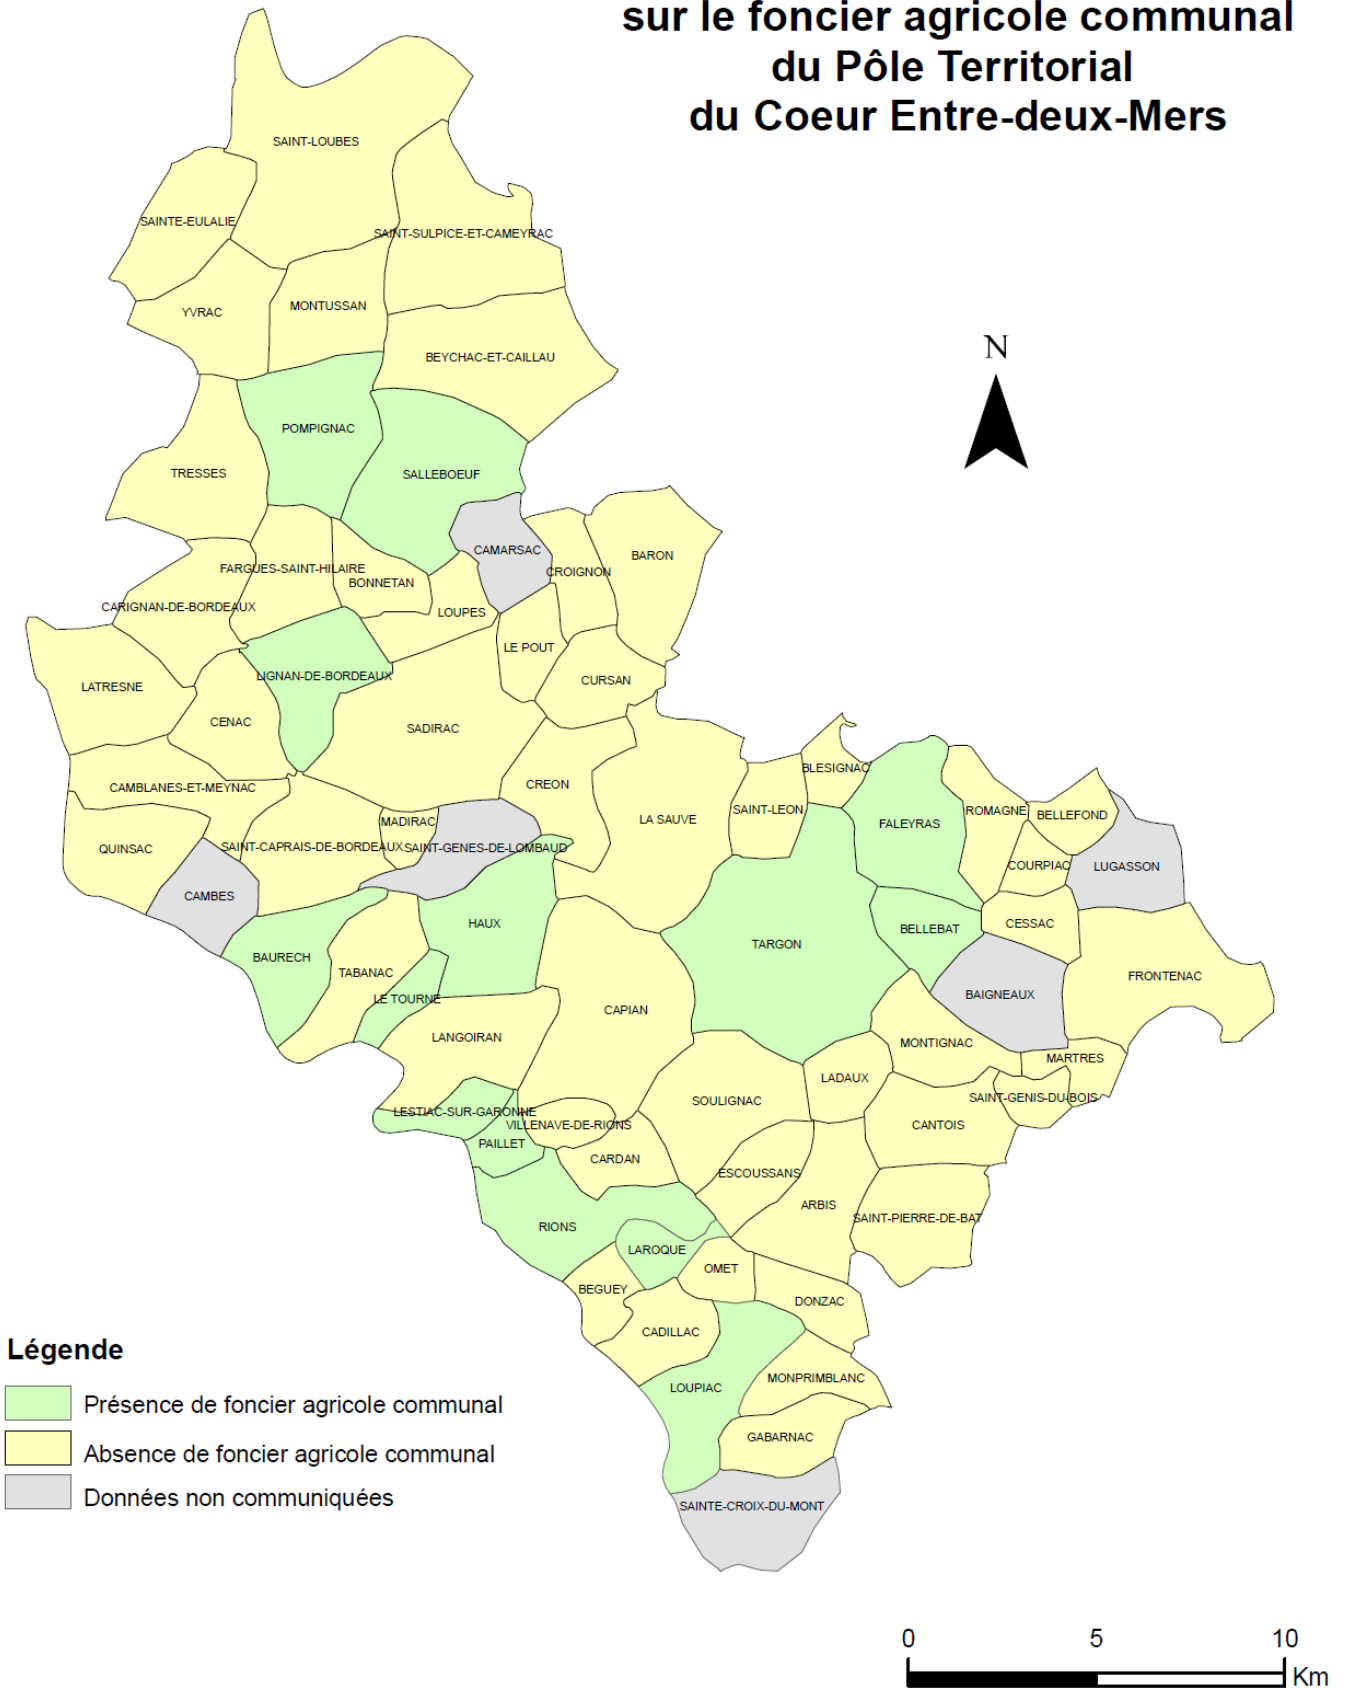 sur le foncier agricole communal
du Pôle Territorial
du Coeur Entre-deux-Mers
SAINT-LOUBES
SAINTE-EULALIE
SAINT-SULPICE-ET-CAMEYRAC
YVRAC
MONTUSSAN
BEYCHAC-ET-CAILLAU
N
POMPIGNAC
SALLEBOEUF
TRESSES
CAMARSAC
BARON
CROIGNON
FARGUES-SAINT-HILAIRE
BONNETAN
CARIGNAN-DE-BORDEAUX
LOUPES
LE POUT
LIGNAN-DE-BORDEAUX
CURSAN
LATRESNE
CENAC
SADIRAC
BLESIGNAC
CREON
CAMBLANES-ET-MEYNAC
SAINT-LEON
ROMAGNE
BELLEFOND
LA SAUVE
MADIRAC
FALEYRAS
QUINSAC
SAINT-CAPRAIS-DE-BORDEAUX
SAINT-GENES-DE-LOMBAUD
COURPIAC
LUGASSON
CAMBES
HAUX
CESSAC
BELLEBAT
TARGON
BAURECH
TABANAC
FRONTENAC
LE TOURNE
BAIGNEAUX
CAPIAN
LANGOIRAN
MONTIGNAC
MARTRES
LADAUX
SOULIGNAC
SAINT-GENIS-DU-BOIS
LESTIAC-SUR-GARONNE
VILLENAVE-DE-RIONS
CANTOIS
PAILLET
CARDAN
ESCOUSSANS
ARBIS
SAINT-PIERRE-DE-BAT
RIONS
LAROQUE
OMET
BEGUEY
DONZAC
CADILLAC
MONPRIMBLANC
LOUPIAC
GABARNAC
SAINTE-CROIX-DU-MONT
Légende
Présence de foncier agricole communal
Absence de foncier agricole communal
Données non communiquées
0 5 10
Km